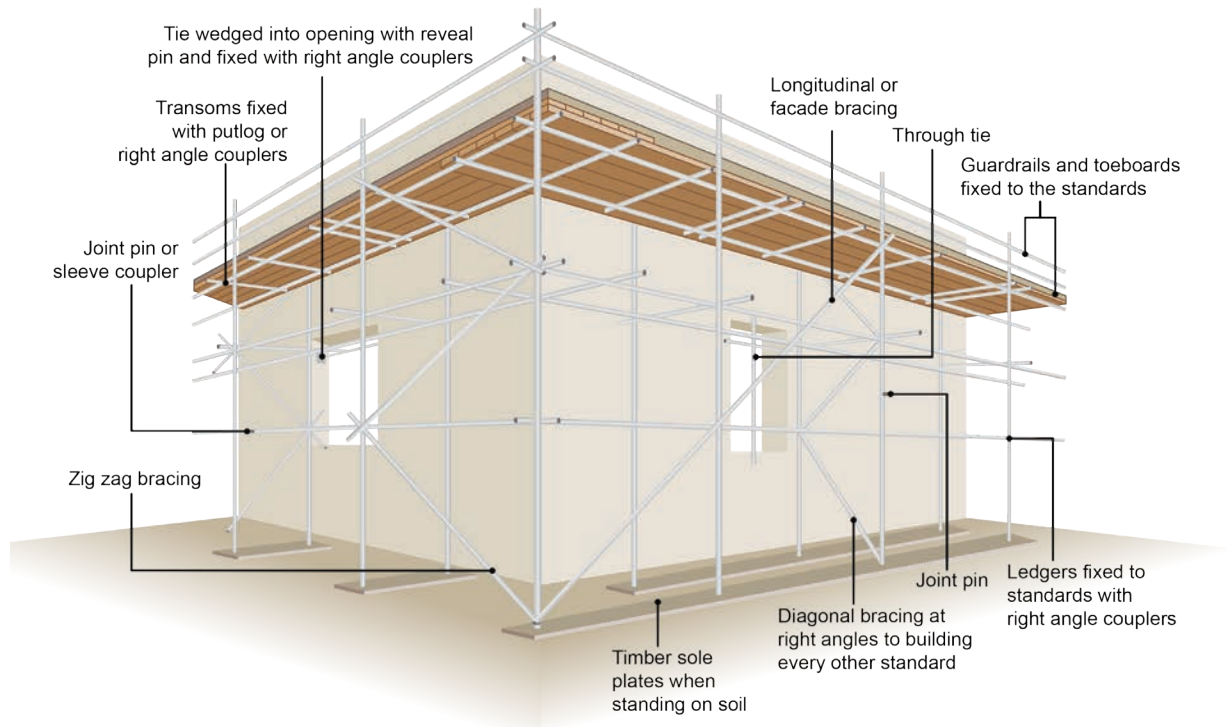 Tie wedged into opening with reveal
pin and fixed with right angle couplers
Transoms fixed
with putlog or
right angle couplers
Joint pin or
sleeve coupler
Zig zag bracing
Longitudinal or
facade bracing
Through tie
Guardrails and toeboards
fixed to the standards
Timber sole
plates when
standing on soil
Diagonal bracing at
right angles to building
every other standard
Joint pin
Ledgers fixed to
standards with
right angle couplers